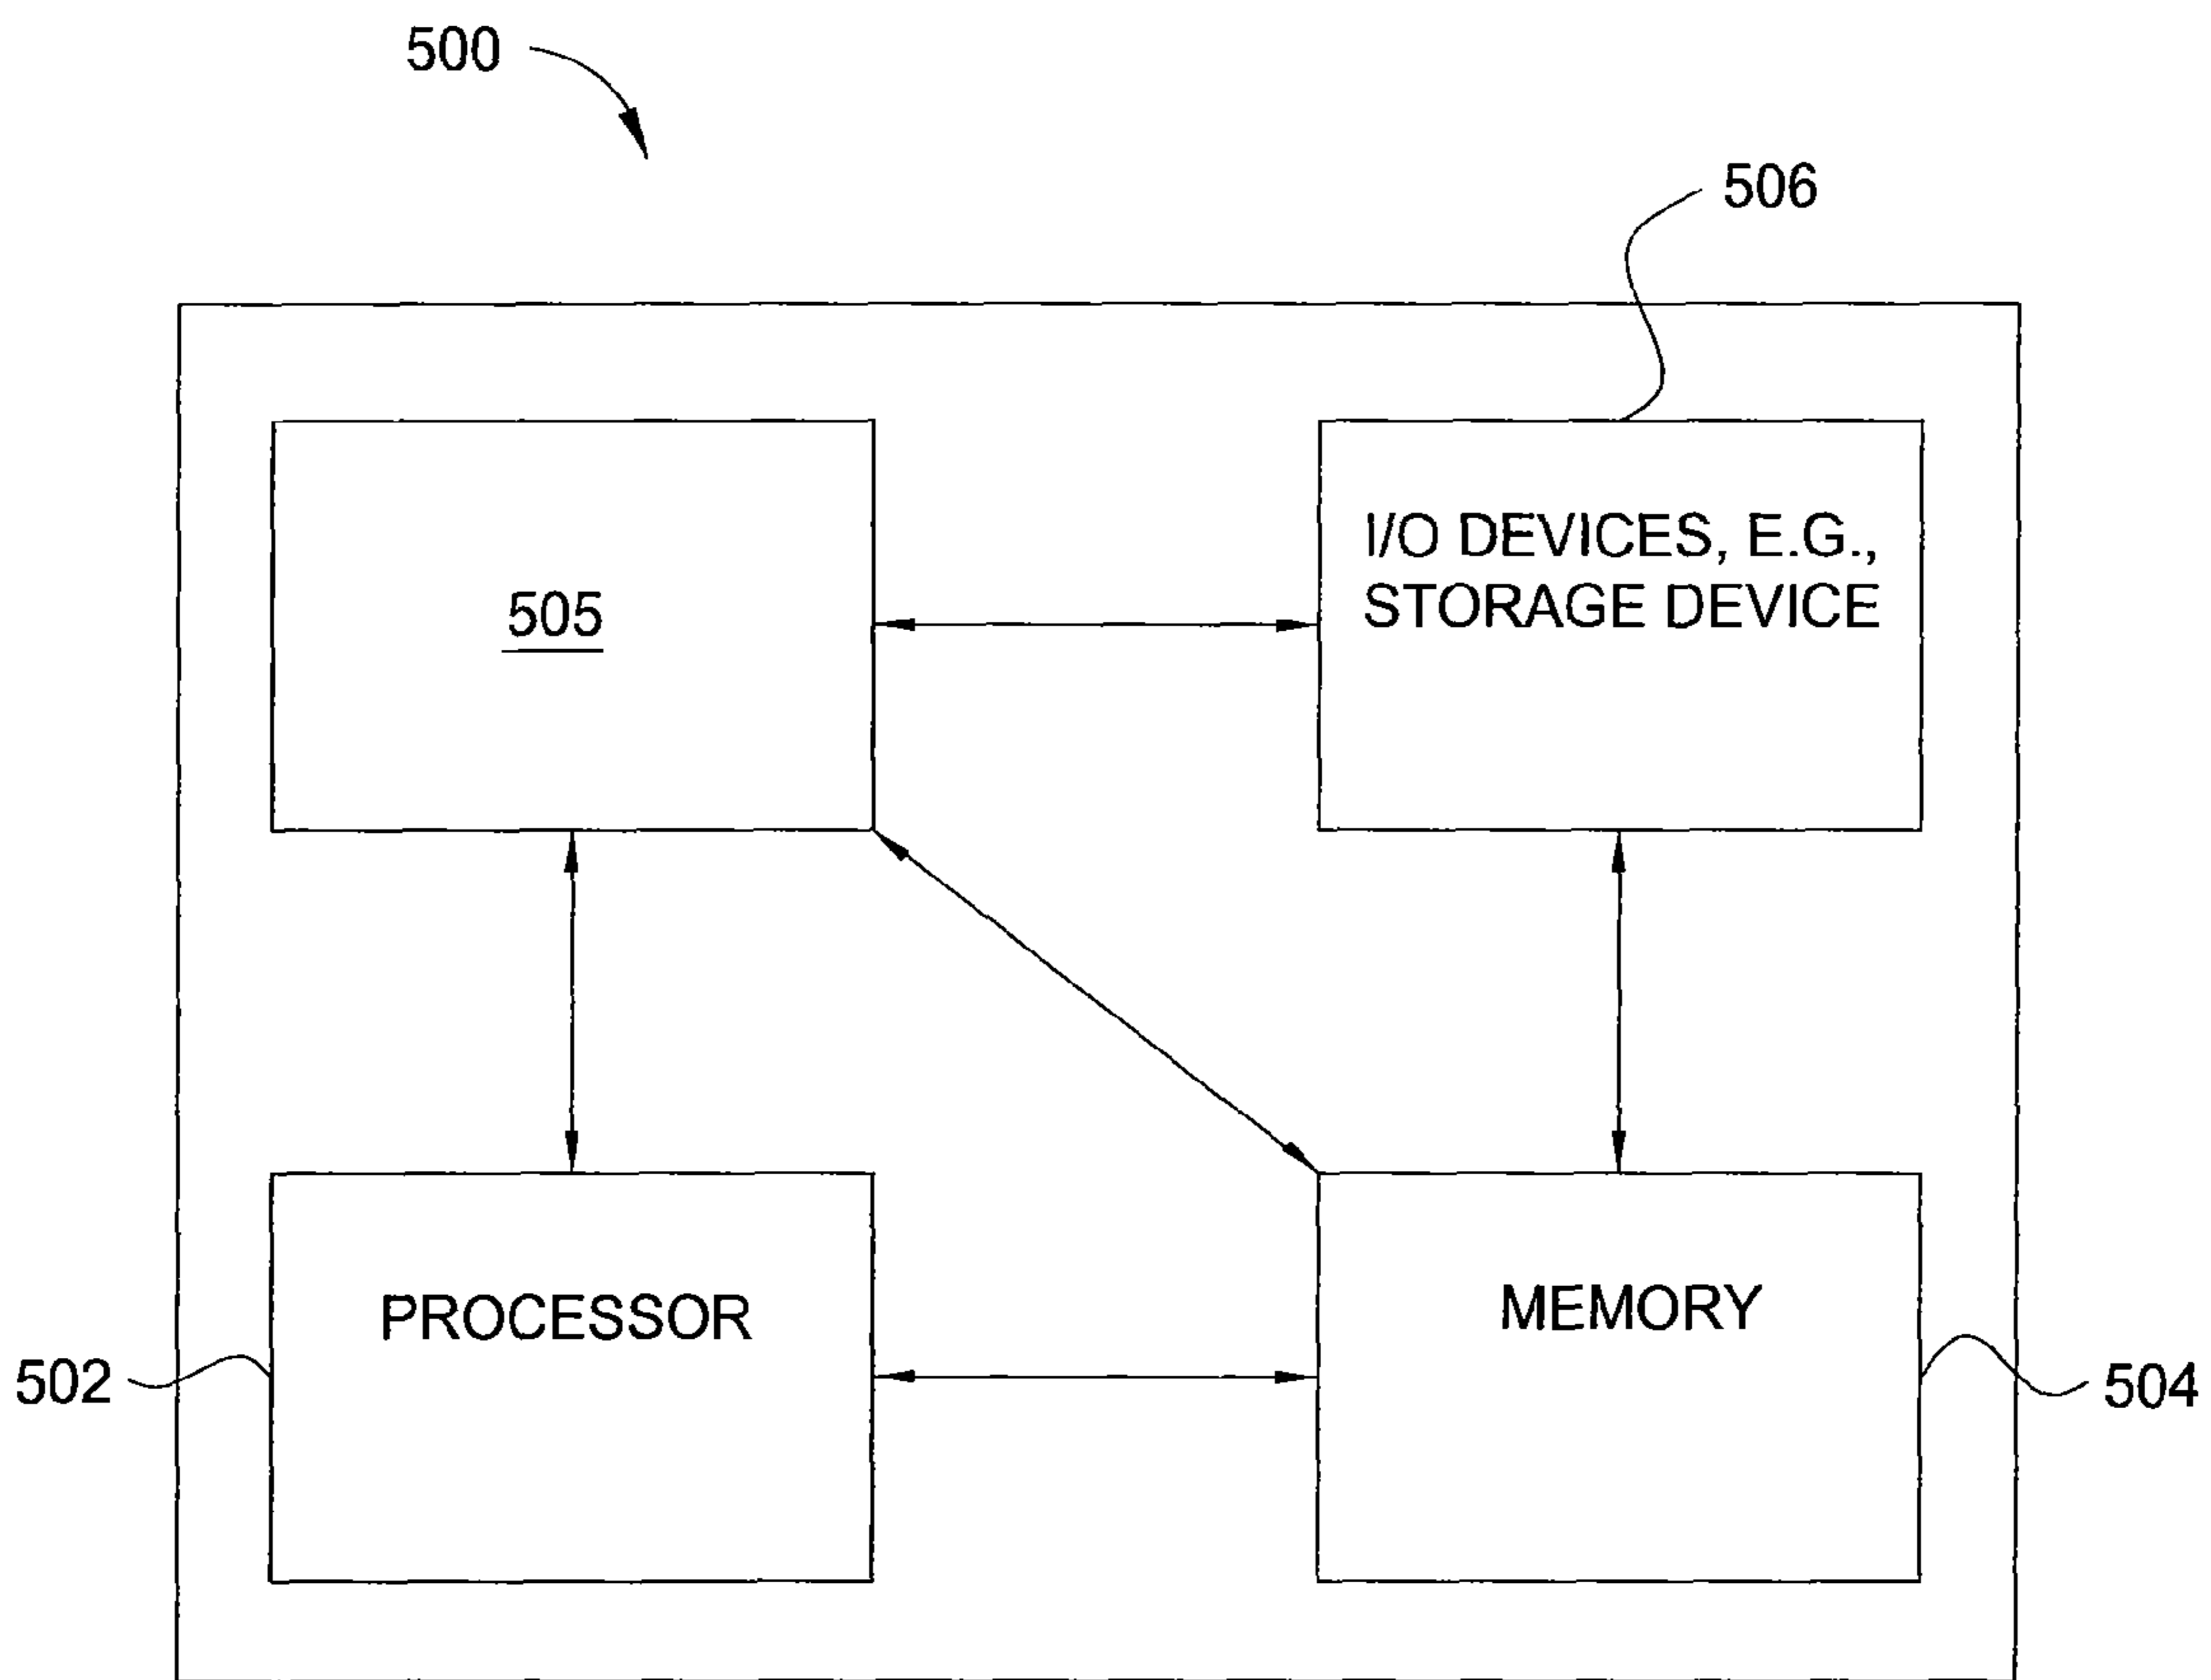 500
506
I/O DEVICES, E.G.,
STORAGE DEVICE
505
PROCESSOR
MEMORY
502
504